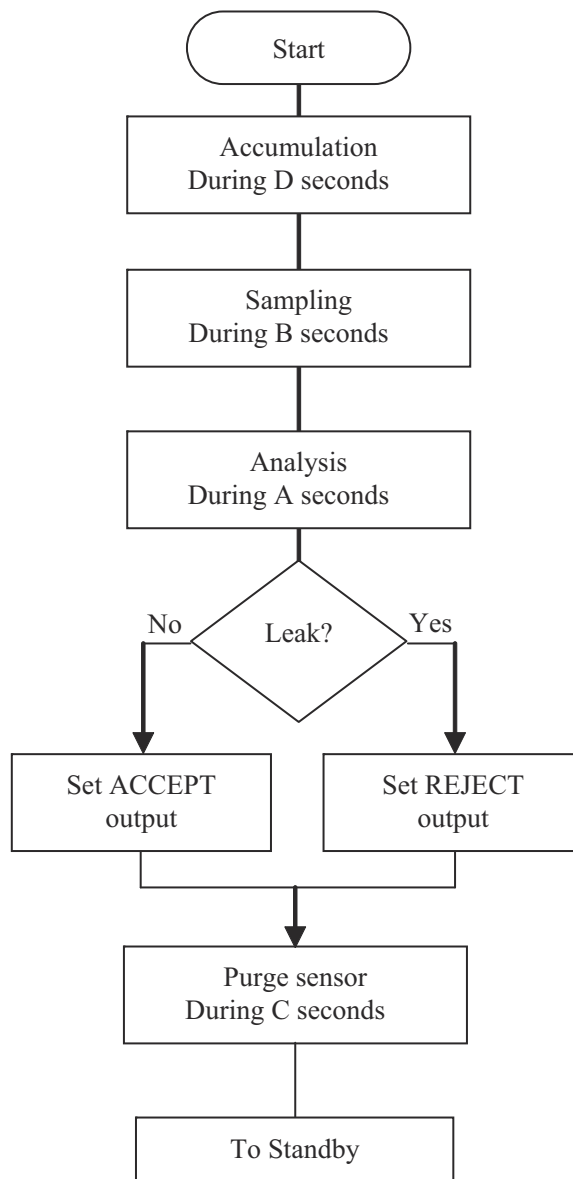 Start
Accumulation
During D seconds
Sampling
During B seconds
Analysis
During A seconds
Leak?
No
Yes
Set ACCEPT
output
Set REJECT
output
Purge sensor
During C seconds
To Standby